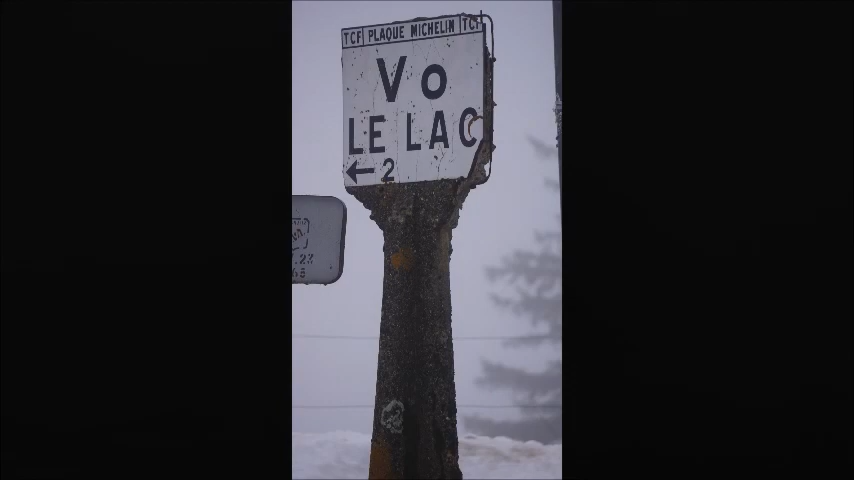 TCF PLAQUE MICHELIN TCF
Vo
LE LAC
← 2